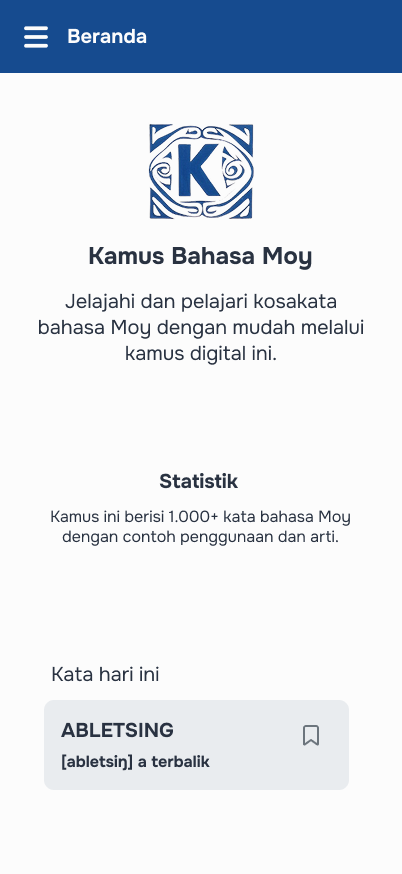 Beranda
K
Kamus Bahasa Moy
Jelajahi dan pelajari kosakata
bahasa Moy dengan mudah melalui
kamus digital ini.
Statistik
Kamus ini berisi 1.000+ kata bahasa Moy
dengan contoh penggunaan dan arti.
Kata hari ini
ABLETSING
[abletsiŋ] a terbalik